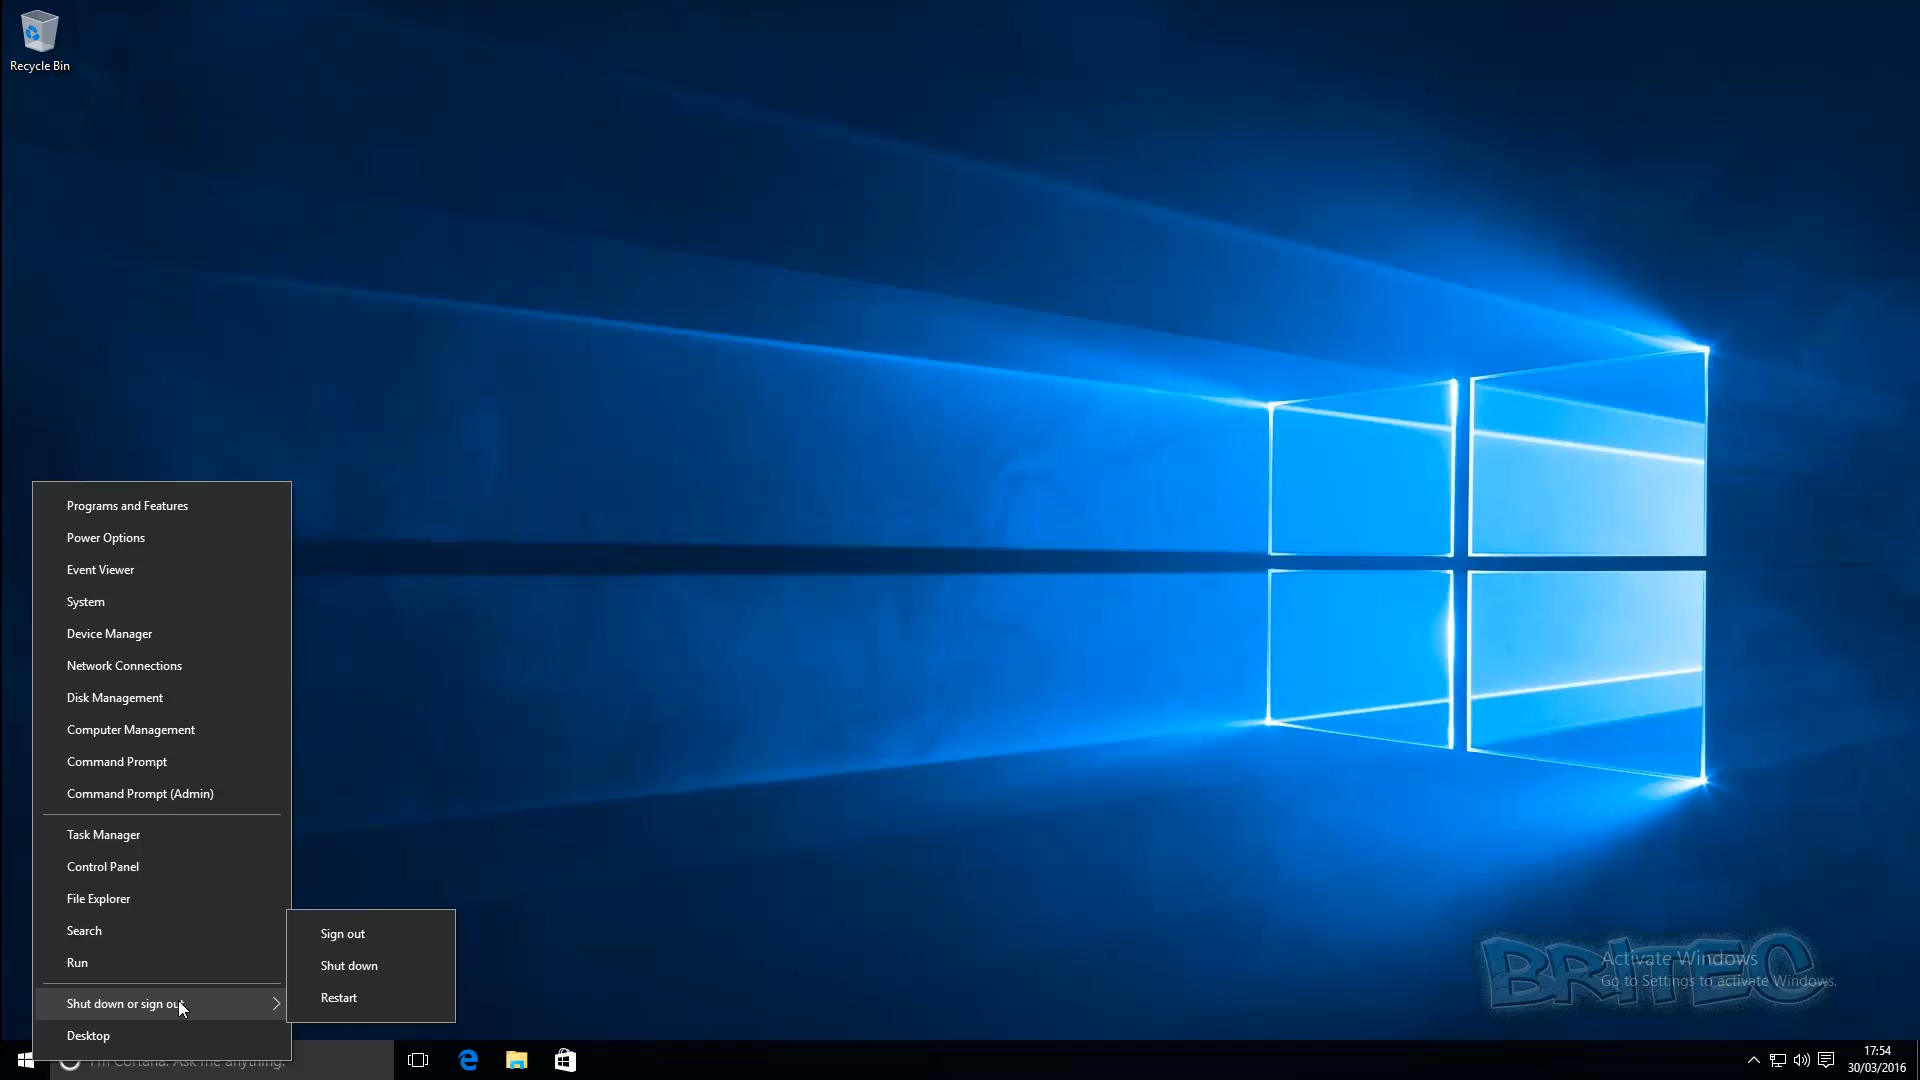 Recycle Bin
Programs and Features
Power Options
Event Viewer
System
Device Manager
Network Connections
Disk Management
Computer Management
Command Prompt
Command Prompt (Admin)
Task Manager
Control Panel
File Explorer
Search
Run
Shut down or sign out
Desktop
Sign out
Shut down
Restart
BRITEC
Activate Windows
Go to Settings to activate Windows.
I'm Cortana. Ask me anything.
17:54
30/03/2016